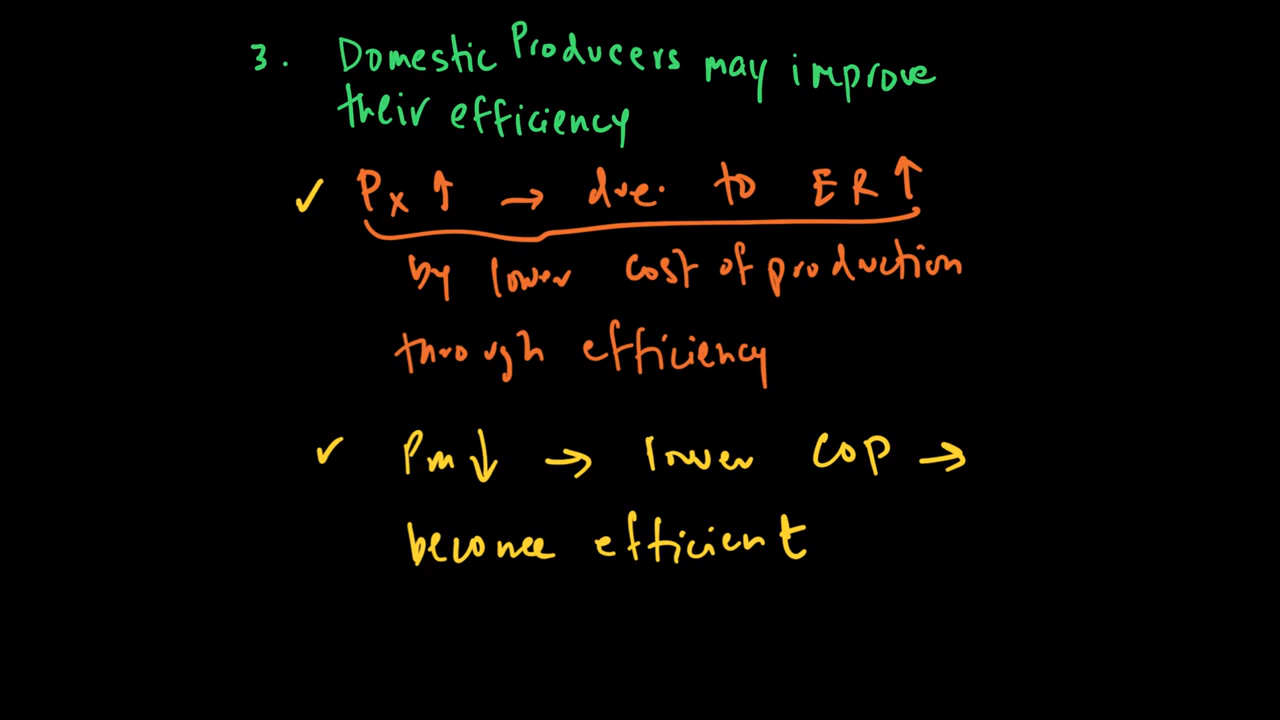 3. Domestic Producers may improve
their efficiency
✓ Px ↑ → due to ER ↑
by lower cost of production
through efficiency
✓ Pm ↓ → lower COP →
become efficient